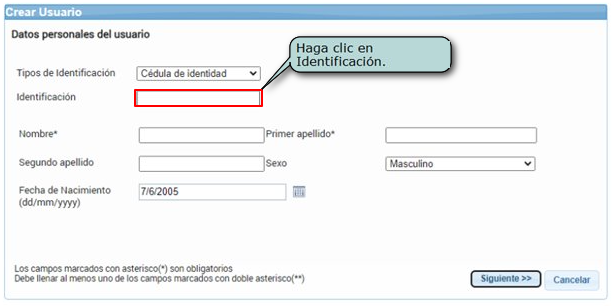 Crear Usuario
Datos personales del usuario
Haga clic en
Identificación.
Tipos de Identificación Cédula de identidad
Identificación
Nombre* Primer apellido*
Segundo apellido Sexo Masculino
Fecha de Nacimiento 7/6/2005
(dd/mm/yyyy)
Los campos marcados con asterisco(*) son obligatorios
Debe llenar al menos uno de los campos marcados con doble asterisco(**)
Siguiente >> Cancelar